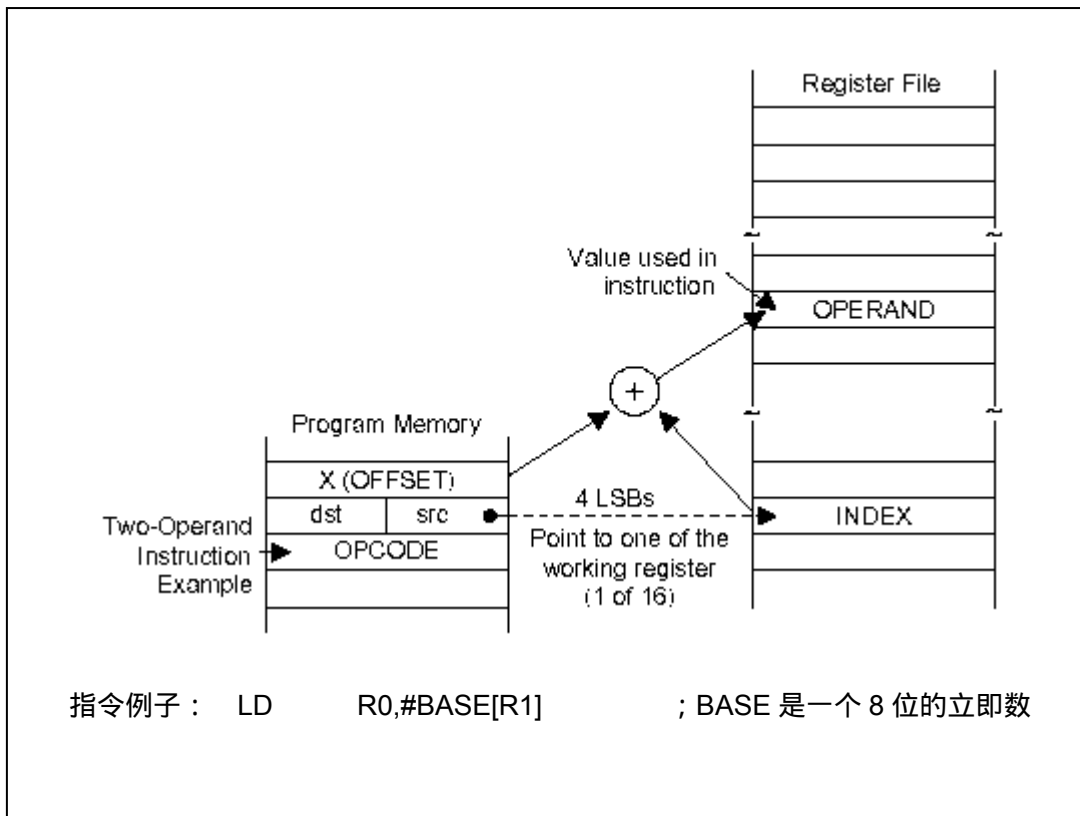 Register File
Value used in
instruction
OPERAND
+
Program Memory
X (OFFSET)
4 LSBs
dst src
INDEX
Two-Operand
Instruction
Example
OPCODE
Point to one of the
working register
(1 of 16)
指令例子： LD R0,#BASE[R1] ；BASE 是一个 8 位的立即数